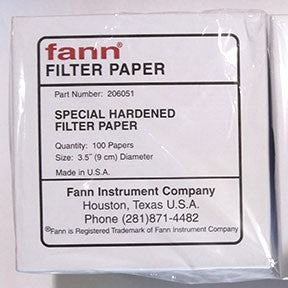 fann®
FILTER PAPER
Part Number: 206051
SPECIAL HARDENED
FILTER PAPER
Quantity: 100 Papers
Size: 3.5" (9 cm) Diameter
Made in U.S.A.
Fann Instrument Company
Houston, Texas U.S.A.
Phone (281)871-4482
®Fann is Registered Trademark of Fann Instrument Company